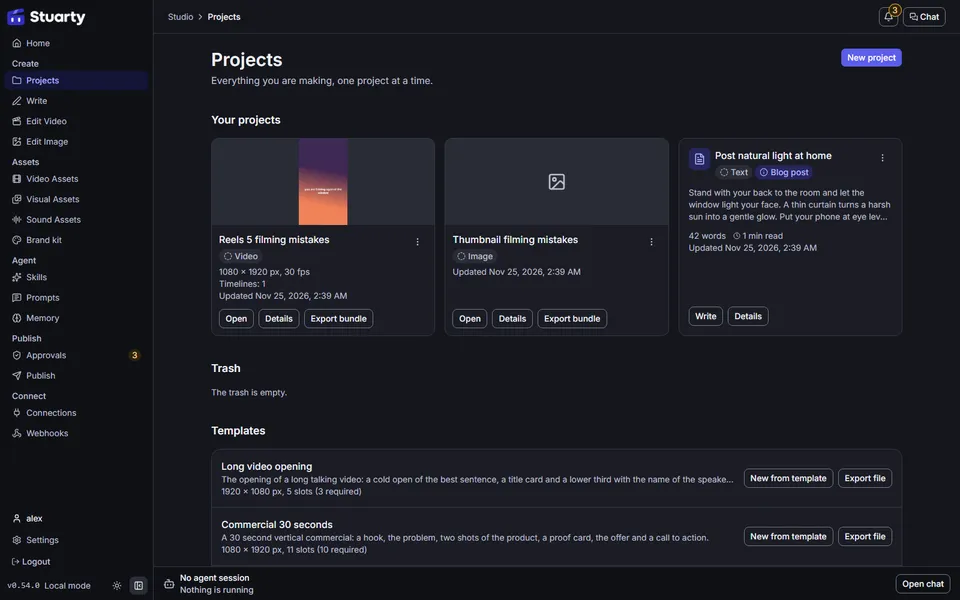 Stuarty
Studio > Projects
3
Chat
Home
Create
Projects
Write
Edit Video
Edit Image
Assets
Video Assets
Visual Assets
Sound Assets
Brand kit
Agent
Skills
Prompts
Memory
Publish
Approvals 3
Publish
Connect
Connections
Webhooks
alex
Settings
Logout
v0.54.0 Local mode
Projects
Everything you are making, one project at a time.
New project
Your projects
Reels 5 filming mistakes
Video
1080 × 1920 px, 30 fps
Timelines: 1
Updated Nov 25, 2026, 2:39 AM
Open Details Export bundle
Thumbnail filming mistakes
Image
Updated Nov 25, 2026, 2:39 AM
Open Details Export bundle
Post natural light at home
Text Blog post
Stand with your back to the room and let the
window light your face. A thin curtain turns a harsh
sun into a gentle glow. Put your phone at eye lev...
42 words 1 min read
Updated Nov 25, 2026, 2:39 AM
Write Details
Trash
The trash is empty.
Templates
Long video opening
The opening of a long talking video: a cold open of the best sentence, a title card and a lower third with the name of the speake...
1920 × 1080 px, 5 slots (3 required)
New from template Export file
Commercial 30 seconds
A 30 second vertical commercial: a hook, the problem, two shots of the product, a proof card, the offer and a call to action.
1080 × 1920 px, 11 slots (10 required)
New from template Export file
No agent session
Nothing is running
Open chat